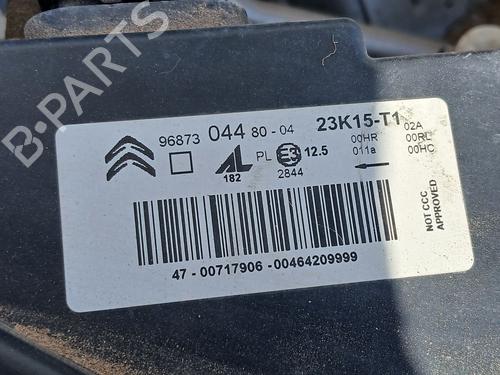 96873 044 80-04 23K15-T1
182 PL E3 12.5
2844
00HR
011a
02A
00RL
00HC
NOT CCC
APPROVED
47-00717906-00464209999